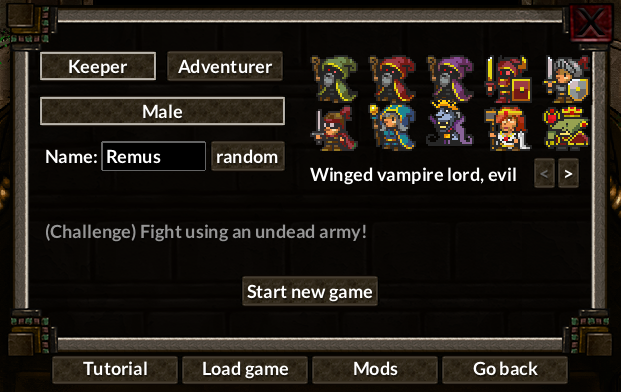 Keeper Adventurer
Male
Name: Remus random
Winged vampire lord, evil < >
(Challenge) Fight using an undead army!
Start new game
Tutorial Load game Mods Go back